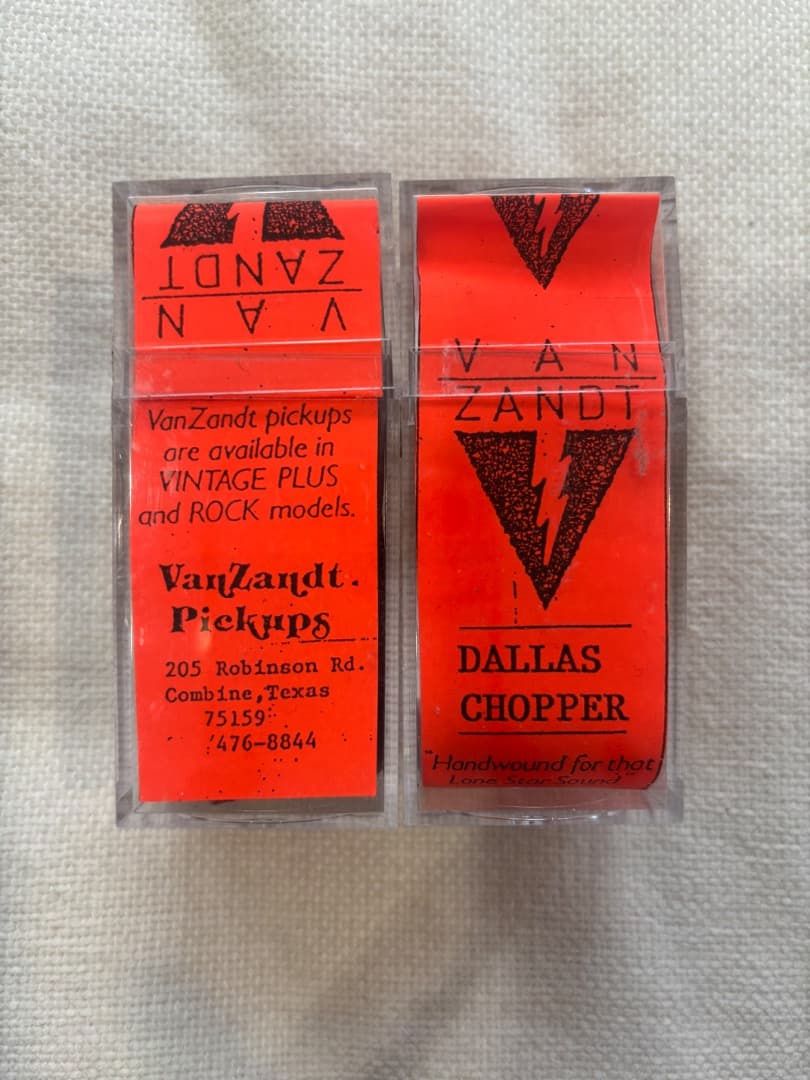 V A N
ZANDT
VanZandt pickups
are available in
VINTAGE PLUS
and ROCK models.
VanZandt.
Pickups
205 Robinson Rd.
Combine,Texas
75159
476-8844
V A N
ZANDT
DALLAS
CHOPPER
"Handwound for that
Lone Star Sound"